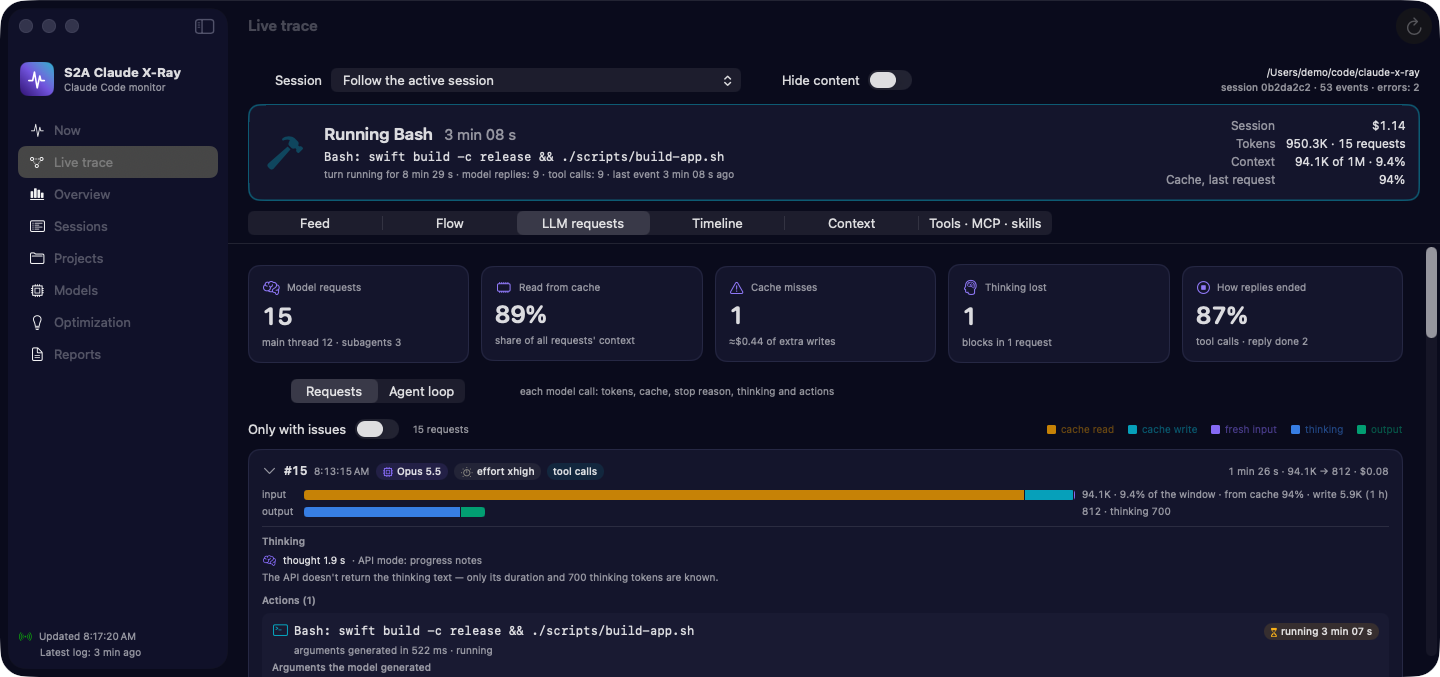 Live trace
S2A Claude X-Ray
Claude Code monitor
Now
Live trace
Overview
Sessions
Projects
Models
Optimization
Reports
Updated 8:17:20 AM
Latest log: 3 min ago
Session
Follow the active session
Hide content
/Users/demo/code/claude-x-ray
session 0b2da2c2 · 53 events · errors: 2
Running Bash 3 min 08 s
Bash: swift build -c release && ./scripts/build-app.sh
turn running for 8 min 29 s · model replies: 9 · tool calls: 9 · last event 3 min 08 s ago
Session $1.14
Tokens 950.3K · 15 requests
Context 94.1K of 1M · 9.4%
Cache, last request 94%
Feed
Flow
LLM requests
Timeline
Context
Tools · MCP · skills
Model requests
15
main thread 12 · subagents 3
Read from cache
89%
share of all requests' context
Cache misses
1
≈$0.44 of extra writes
Thinking lost
1
blocks in 1 request
How replies ended
87%
tool calls · reply done 2
Requests
Agent loop
each model call: tokens, cache, stop reason, thinking and actions
Only with issues
15 requests
cache read
cache write
fresh input
thinking
output
#15 8:13:15 AM Opus 5.5 effort xhigh tool calls
1 min 26 s · 94.1K → 812 · $0.08
input
94.1K · 9.4% of the window · from cache 94% · write 5.9K (1 h)
output
812 · thinking 700
Thinking
thought 1.9 s · API mode: progress notes
The API doesn't return the thinking text — only its duration and 700 thinking tokens are known.
Actions (1)
Bash: swift build -c release && ./scripts/build-app.sh
running 3 min 07 s
arguments generated in 522 ms · running
Arguments the model generated